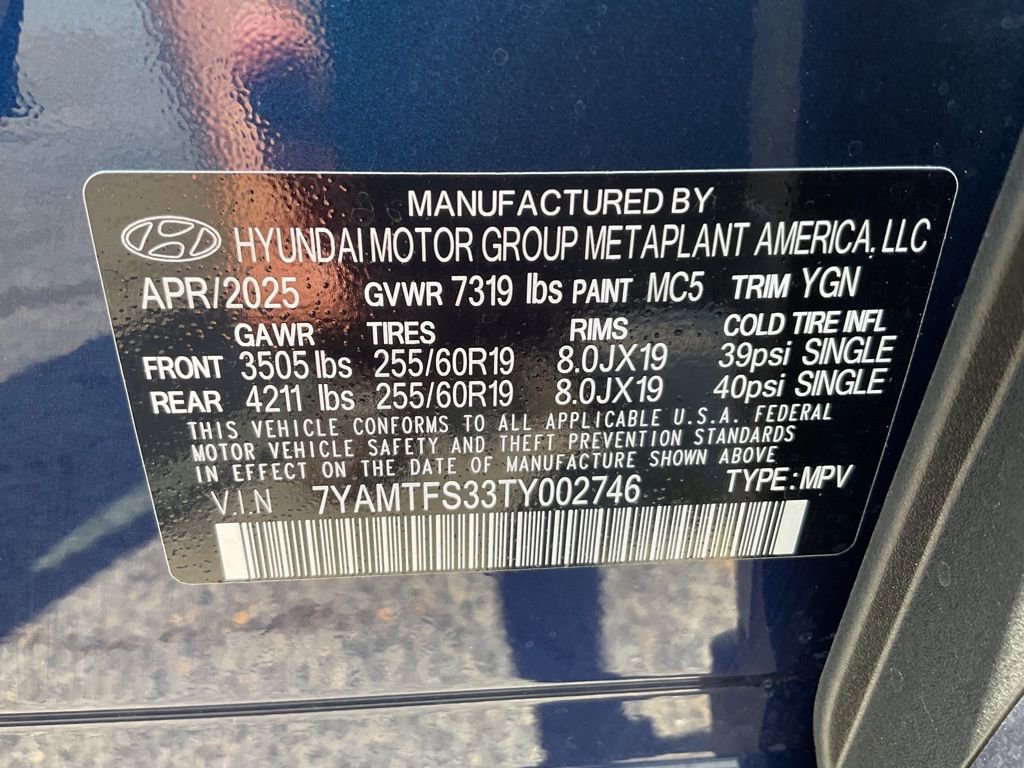 MANUFACTURED BY
HYUNDAI MOTOR GROUP METAPLANT AMERICA, LLC
APR/2025 GVWR 7319 lbs PAINT MC5 TRIM YGN
GAWR TIRES RIMS COLD TIRE INFL
FRONT 3505 lbs 255/60R19 8.0JX19 39psi SINGLE
REAR 4211 lbs 255/60R19 8.0JX19 40psi SINGLE
THIS VEHICLE CONFORMS TO ALL APPLICABLE U.S.A. FEDERAL
MOTOR VEHICLE SAFETY AND THEFT PREVENTION STANDARDS
IN EFFECT ON THE DATE OF MANUFACTURE SHOWN ABOVE
VIN 7YAMTFS33TY002746 TYPE:MPV